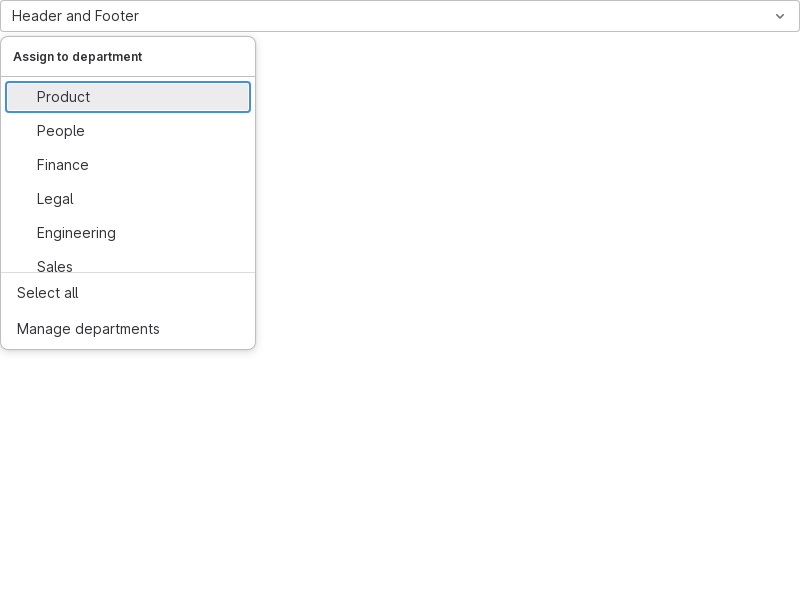 Header and Footer
Assign to department
Product
People
Finance
Legal
Engineering
Sales
Select all
Manage departments